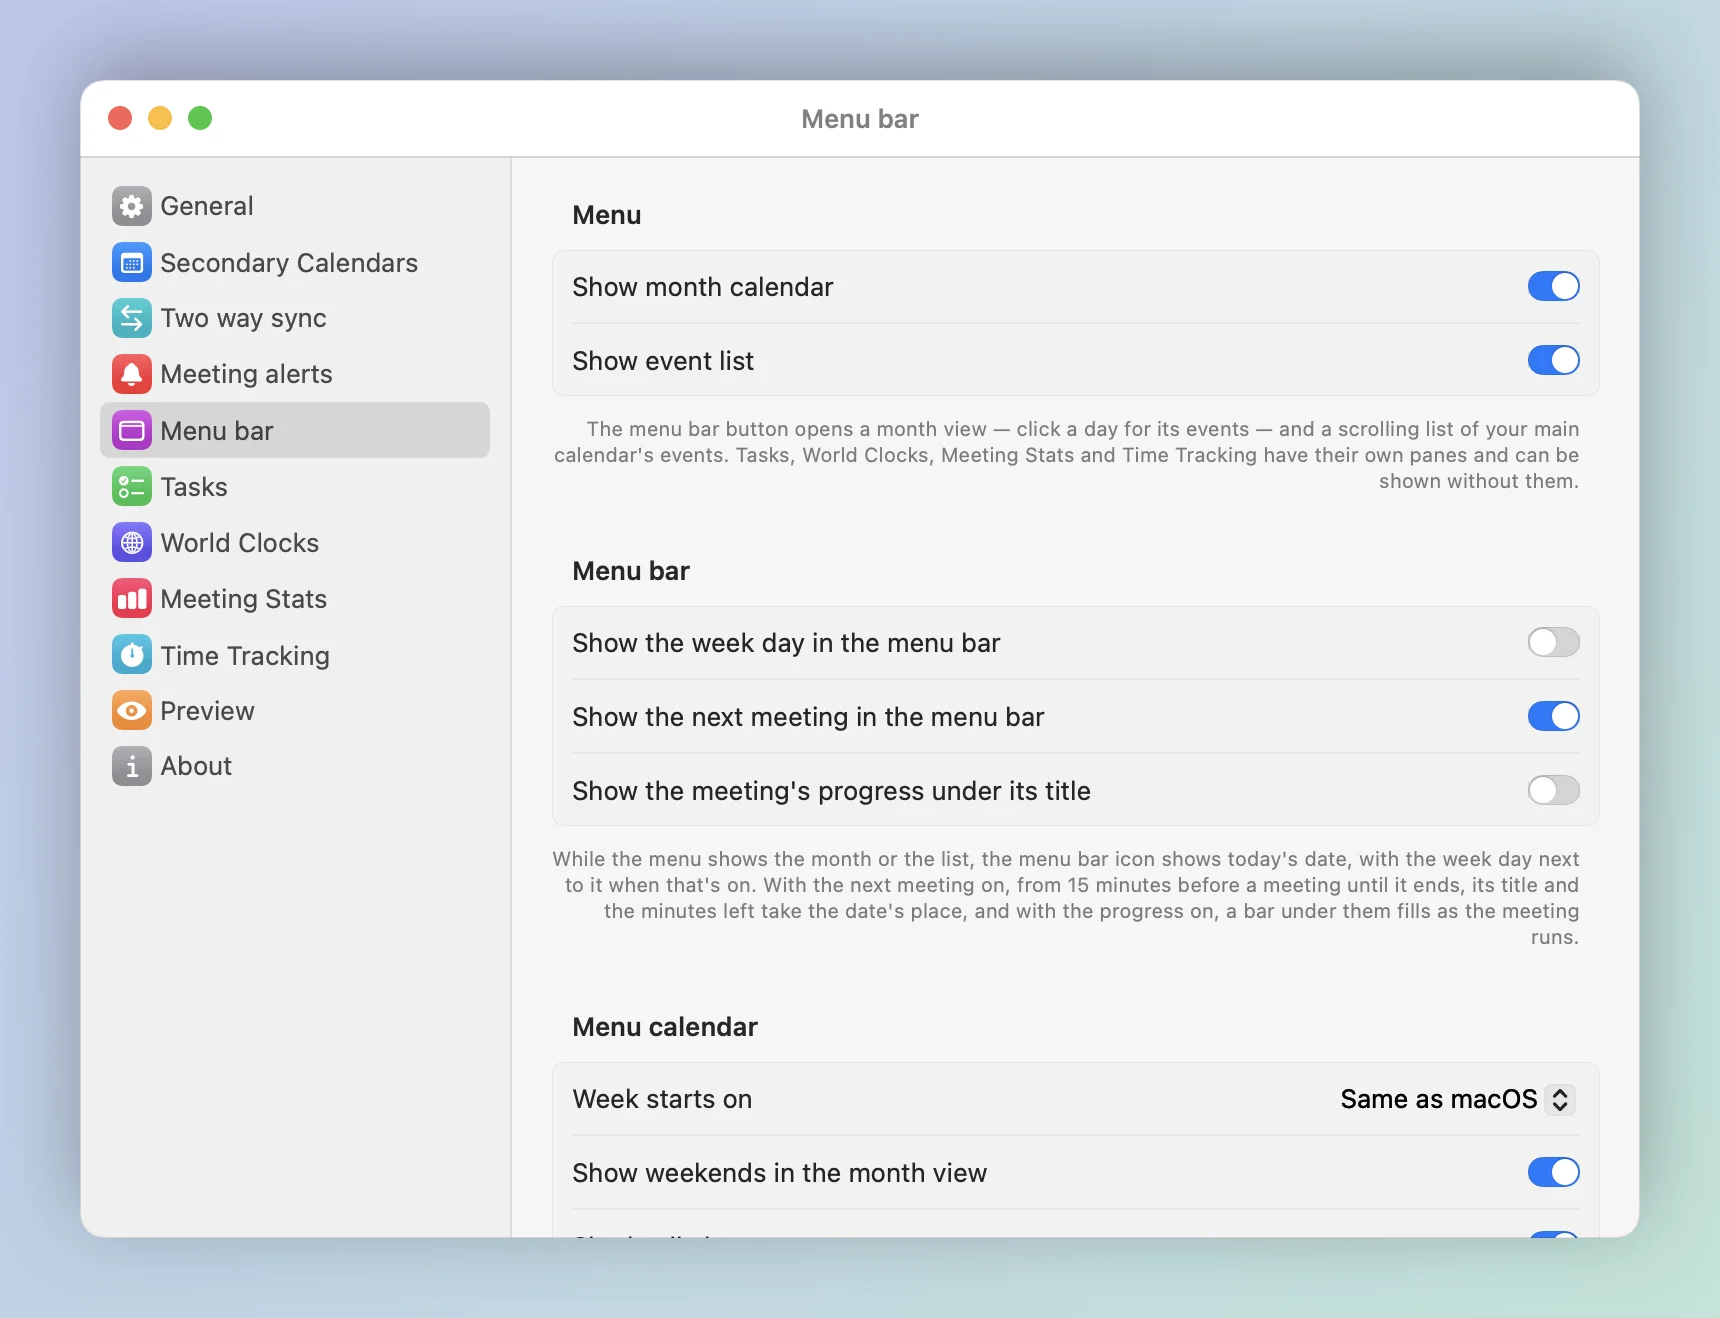 Menu bar
General
Secondary Calendars
Two way sync
Meeting alerts
Menu bar
Tasks
World Clocks
Meeting Stats
Time Tracking
Preview
About
Menu
Show month calendar
Show event list
The menu bar button opens a month view — click a day for its events — and a scrolling list of your main
calendar's events. Tasks, World Clocks, Meeting Stats and Time Tracking have their own panes and can be
shown without them.
Menu bar
Show the week day in the menu bar
Show the next meeting in the menu bar
Show the meeting's progress under its title
While the menu shows the month or the list, the menu bar icon shows today's date, with the week day next
to it when that's on. With the next meeting on, from 15 minutes before a meeting until it ends, its title and
the minutes left take the date's place, and with the progress on, a bar under them fills as the meeting
runs.
Menu calendar
Week starts on
Same as macOS
Show weekends in the month view